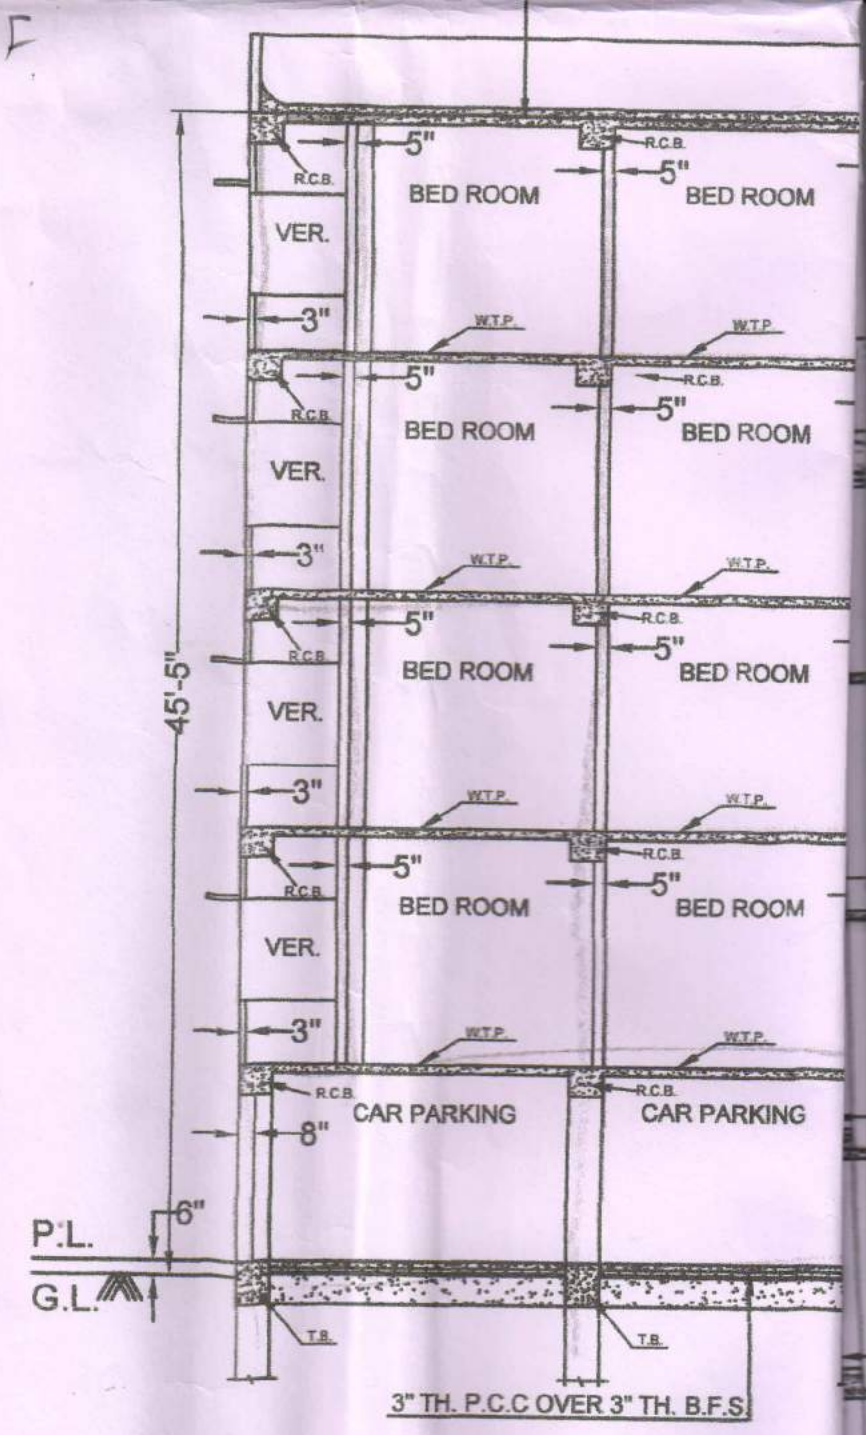 5"
R.C.B.
R.C.B.
5"
BED ROOM
BED ROOM
VER.
3"
W.T.P.
W.T.P.
5"
R.C.B.
R.C.B.
5"
BED ROOM
BED ROOM
VER.
3"
W.T.P.
W.T.P.
5"
R.C.B.
R.C.B.
5"
BED ROOM
BED ROOM
VER.
45'-5"
3"
W.T.P.
W.T.P.
5"
R.C.B.
R.C.B.
5"
BED ROOM
BED ROOM
VER.
3"
W.T.P.
W.T.P.
R.C.B.
R.C.B.
CAR PARKING
CAR PARKING
8"
6"
P.L.
G.L.
T.B.
T.B.
3" TH. P.C.C OVER 3" TH. B.F.S.